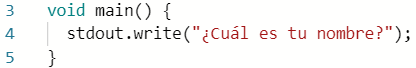 3 void main() {
4   stdout.write("¿Cuál es tu nombre?");
5 }